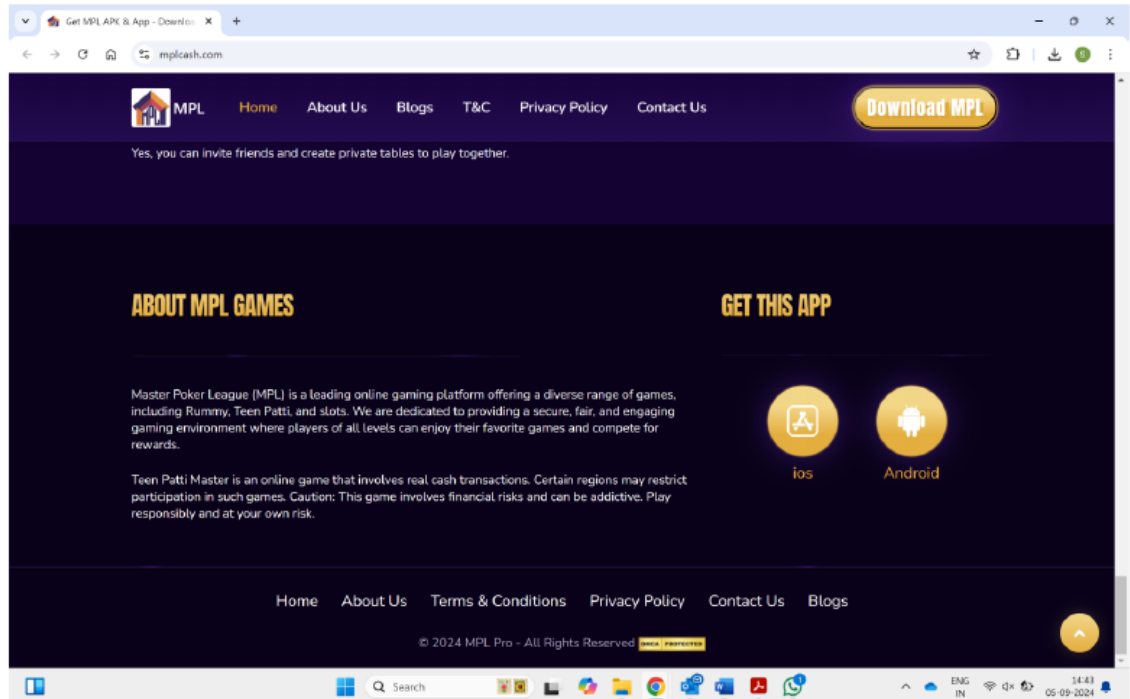 Get MPL APK & App - Downloa
mplcash.com
S
MPL
MPL Home About Us Blogs T&C Privacy Policy Contact Us Download MPL
Yes, you can invite friends and create private tables to play together.
ABOUT MPL GAMES
GET THIS APP
Master Poker League (MPL) is a leading online gaming platform offering a diverse range of games,
including Rummy, Teen Patti, and slots. We are dedicated to providing a secure, fair, and engaging
gaming environment where players of all levels can enjoy their favorite games and compete for
rewards.
Teen Patti Master is an online game that involves real cash transactions. Certain regions may restrict
participation in such games. Caution: This game involves financial risks and can be addictive. Play
responsibly and at your own risk.
ios Android
Home About Us Terms & Conditions Privacy Policy Contact Us Blogs
© 2024 MPL Pro - All Rights Reserved DMCA PROTECTED
Search
ENG
IN
14:43
05-09-2024